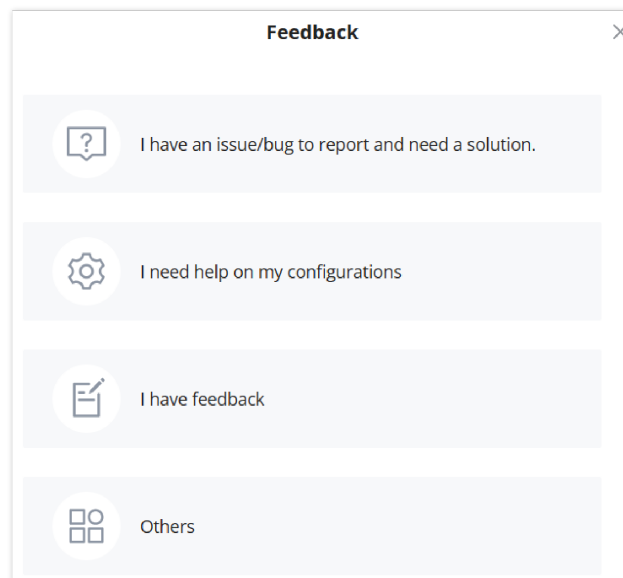 Feedback
I have an issue/bug to report and need a solution.
I need help on my configurations
I have feedback
Others